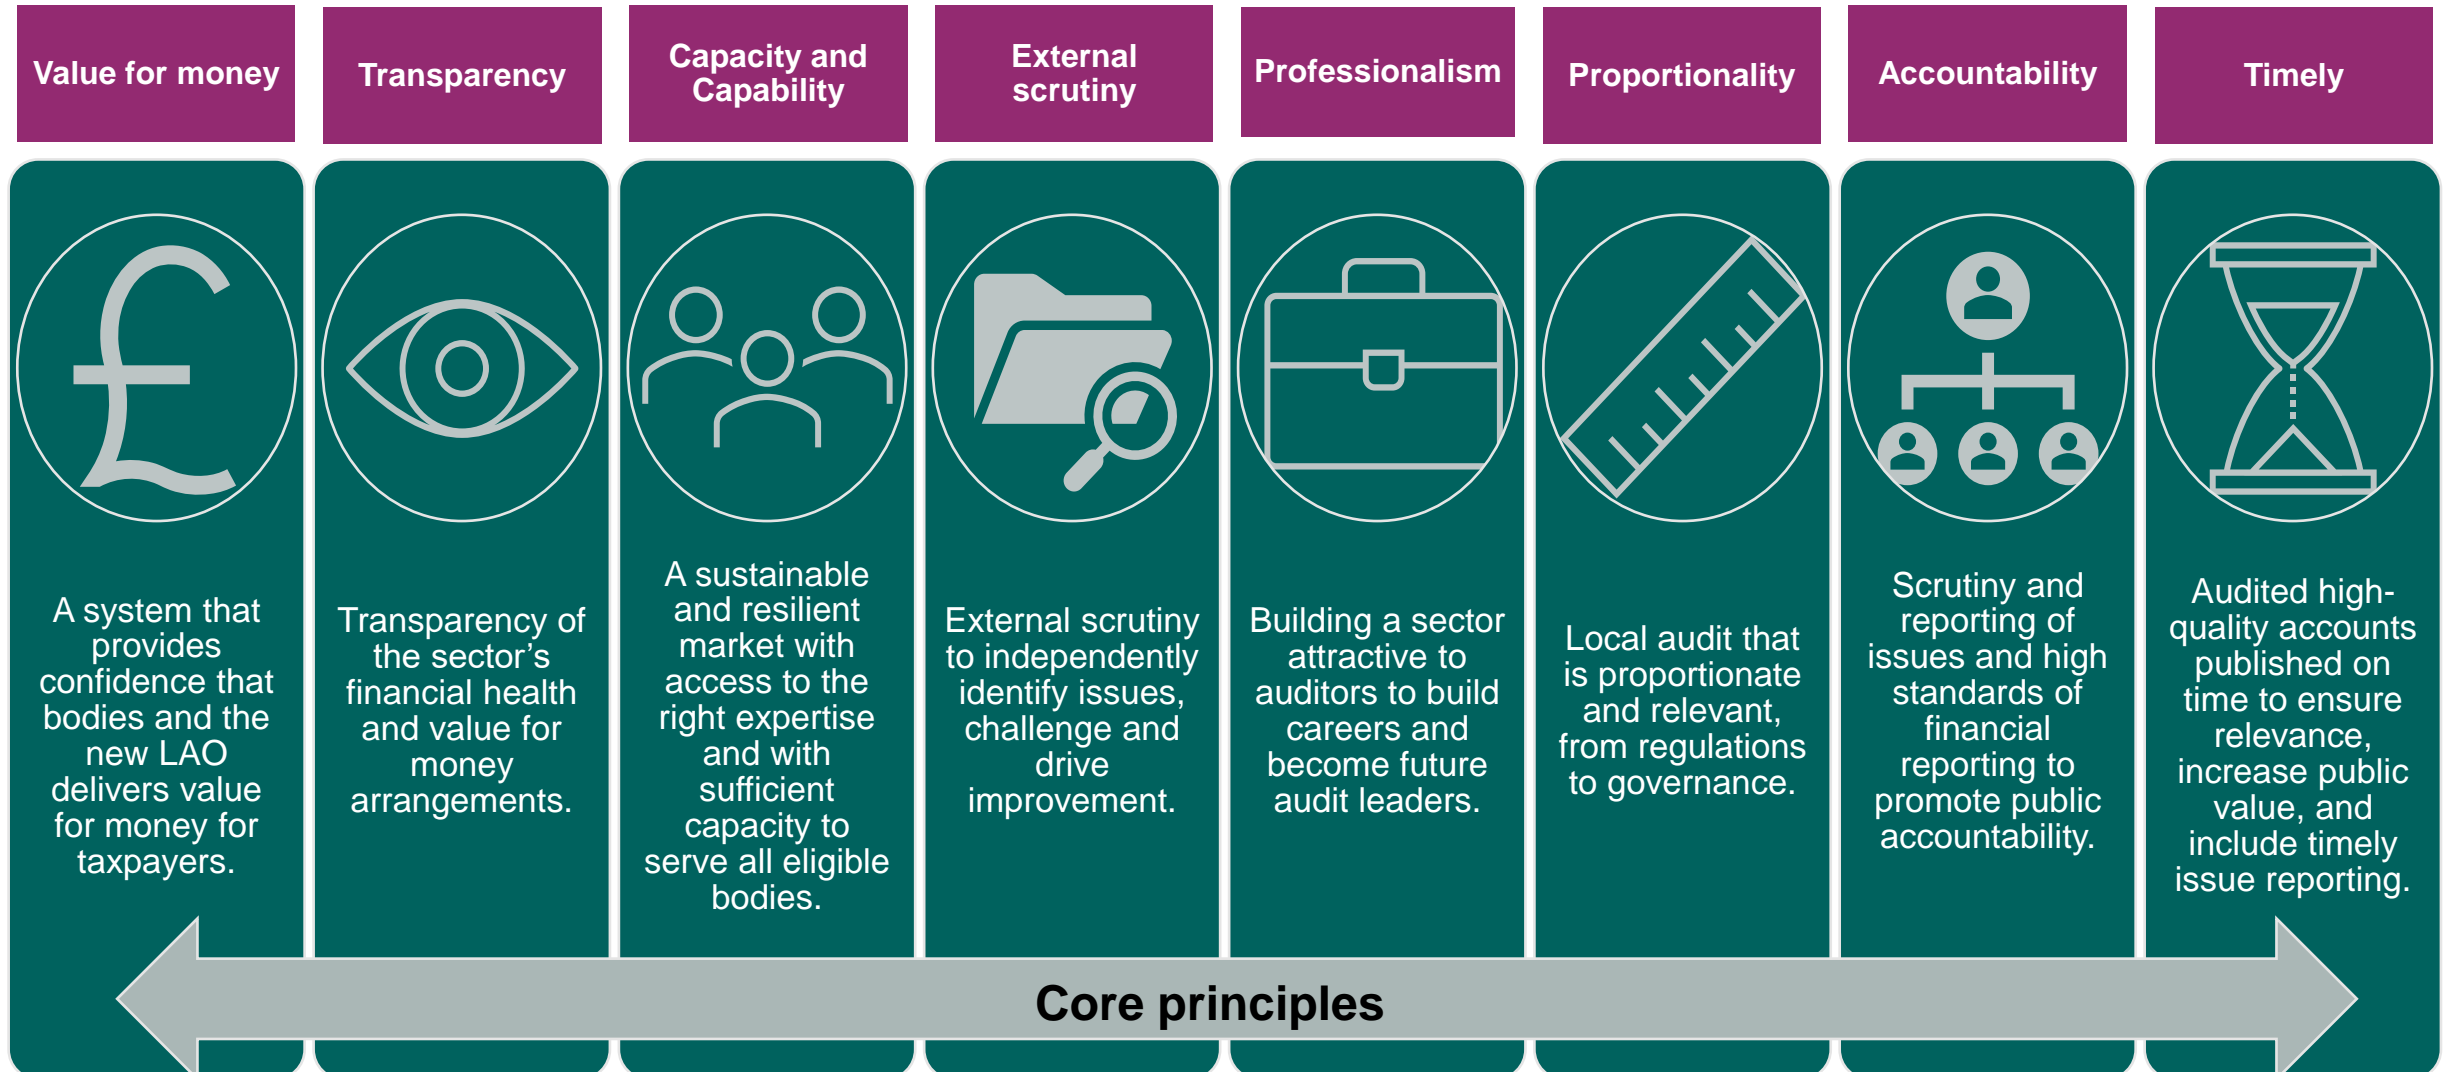 Value for money
Transparency
Capacity and
Capability
External
scrutiny
Professionalism
Proportionality
Accountability
Timely
£
A system that
provides
confidence that
bodies and the
new LAO
delivers value
for money for
taxpayers.
Transparency of
the sector’s
financial health
and value for
money
arrangements.
A sustainable
and resilient
market with
access to the
right expertise
and with
sufficient
capacity to
serve all eligible
bodies.
External scrutiny
to independently
identify issues,
challenge and
drive
improvement.
Building a sector
attractive to
auditors to build
careers and
become future
audit leaders.
Local audit that
is proportionate
and relevant,
from regulations
to governance.
Scrutiny and
reporting of
issues and high
standards of
financial
reporting to
promote public
accountability.
Audited high-
quality accounts
published on
time to ensure
relevance,
increase public
value, and
include timely
issue reporting.
Core principles